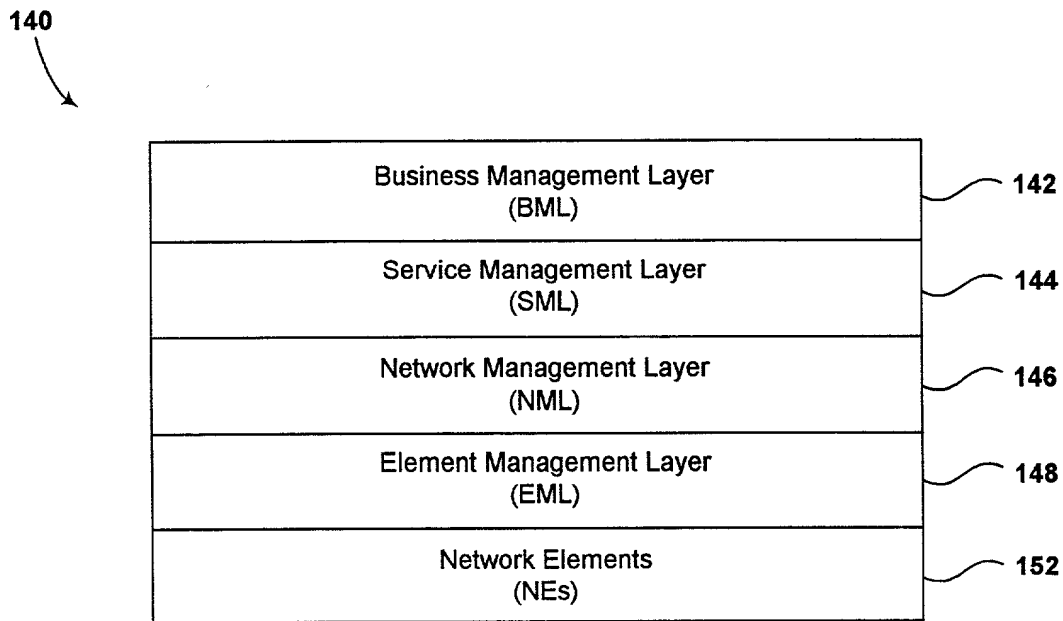 140
Business Management Layer
(BML)
142
Service Management Layer
(SML)
144
Network Management Layer
(NML)
146
Element Management Layer
(EML)
148
Network Elements
(NEs)
152